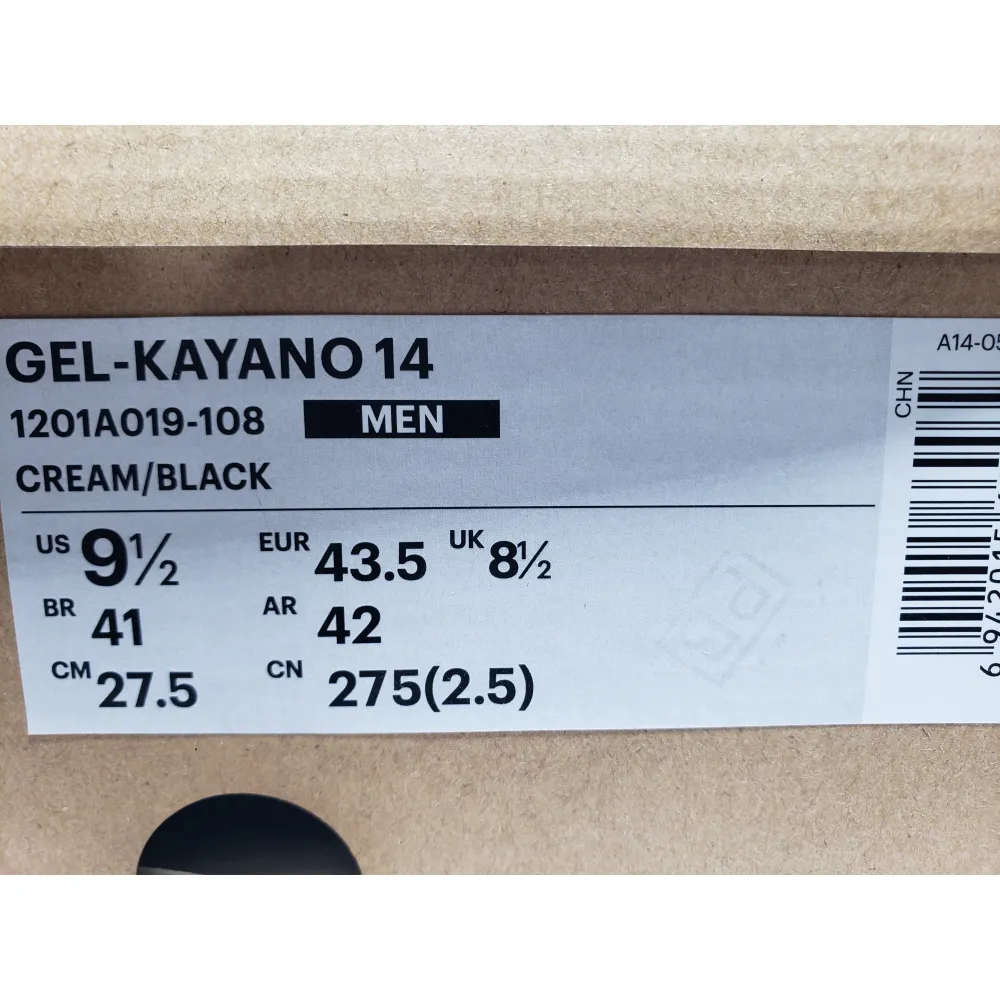 GEL-KAYANO 14
1201A019-108 MEN
CREAM/BLACK
US 9½ EUR 43.5 UK 8½
BR 41 AR 42
CM 27.5 CN 275(2.5)
A14-05
CHN